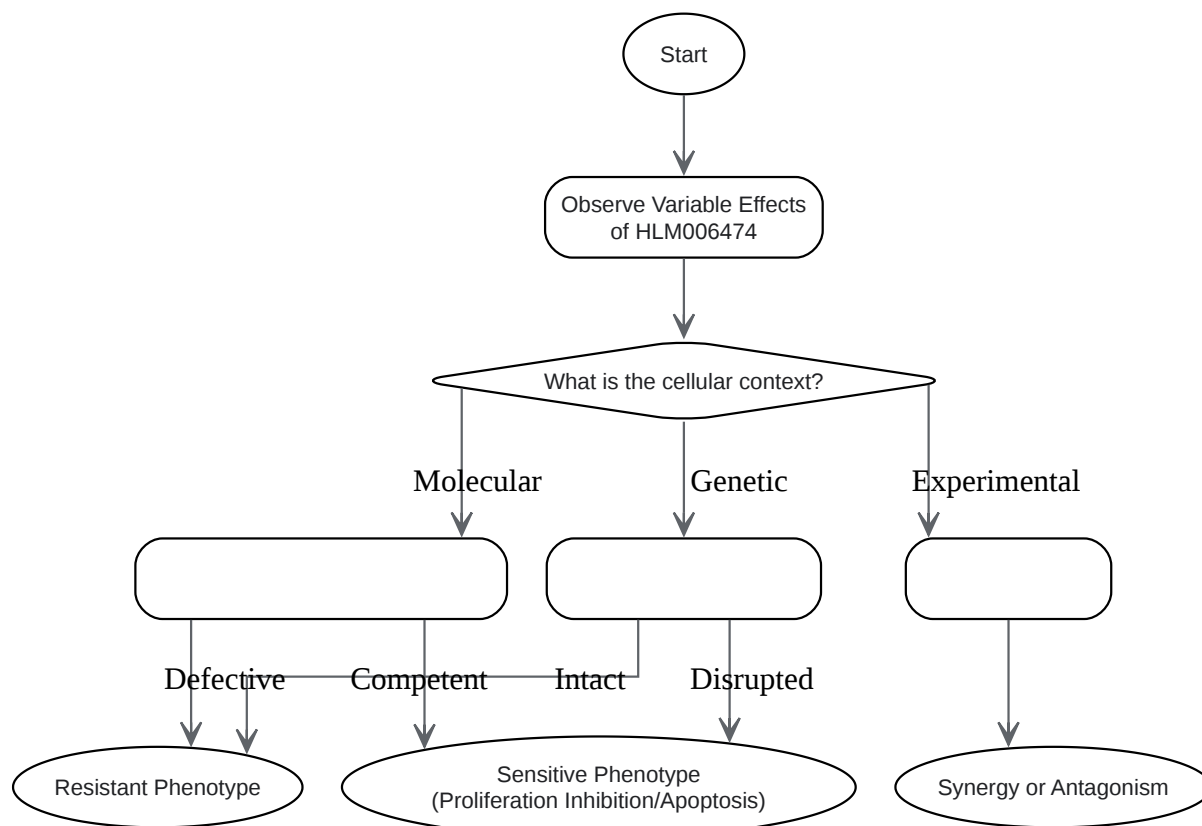 Start
Observe Variable Effects
of HLM006474
What is the cellular context?
Molecular
Genetic
Experimental
Defective
Competent
Intact
Disrupted
Resistant Phenotype
Sensitive Phenotype
(Proliferation Inhibition/Apoptosis)
Synergy or Antagonism